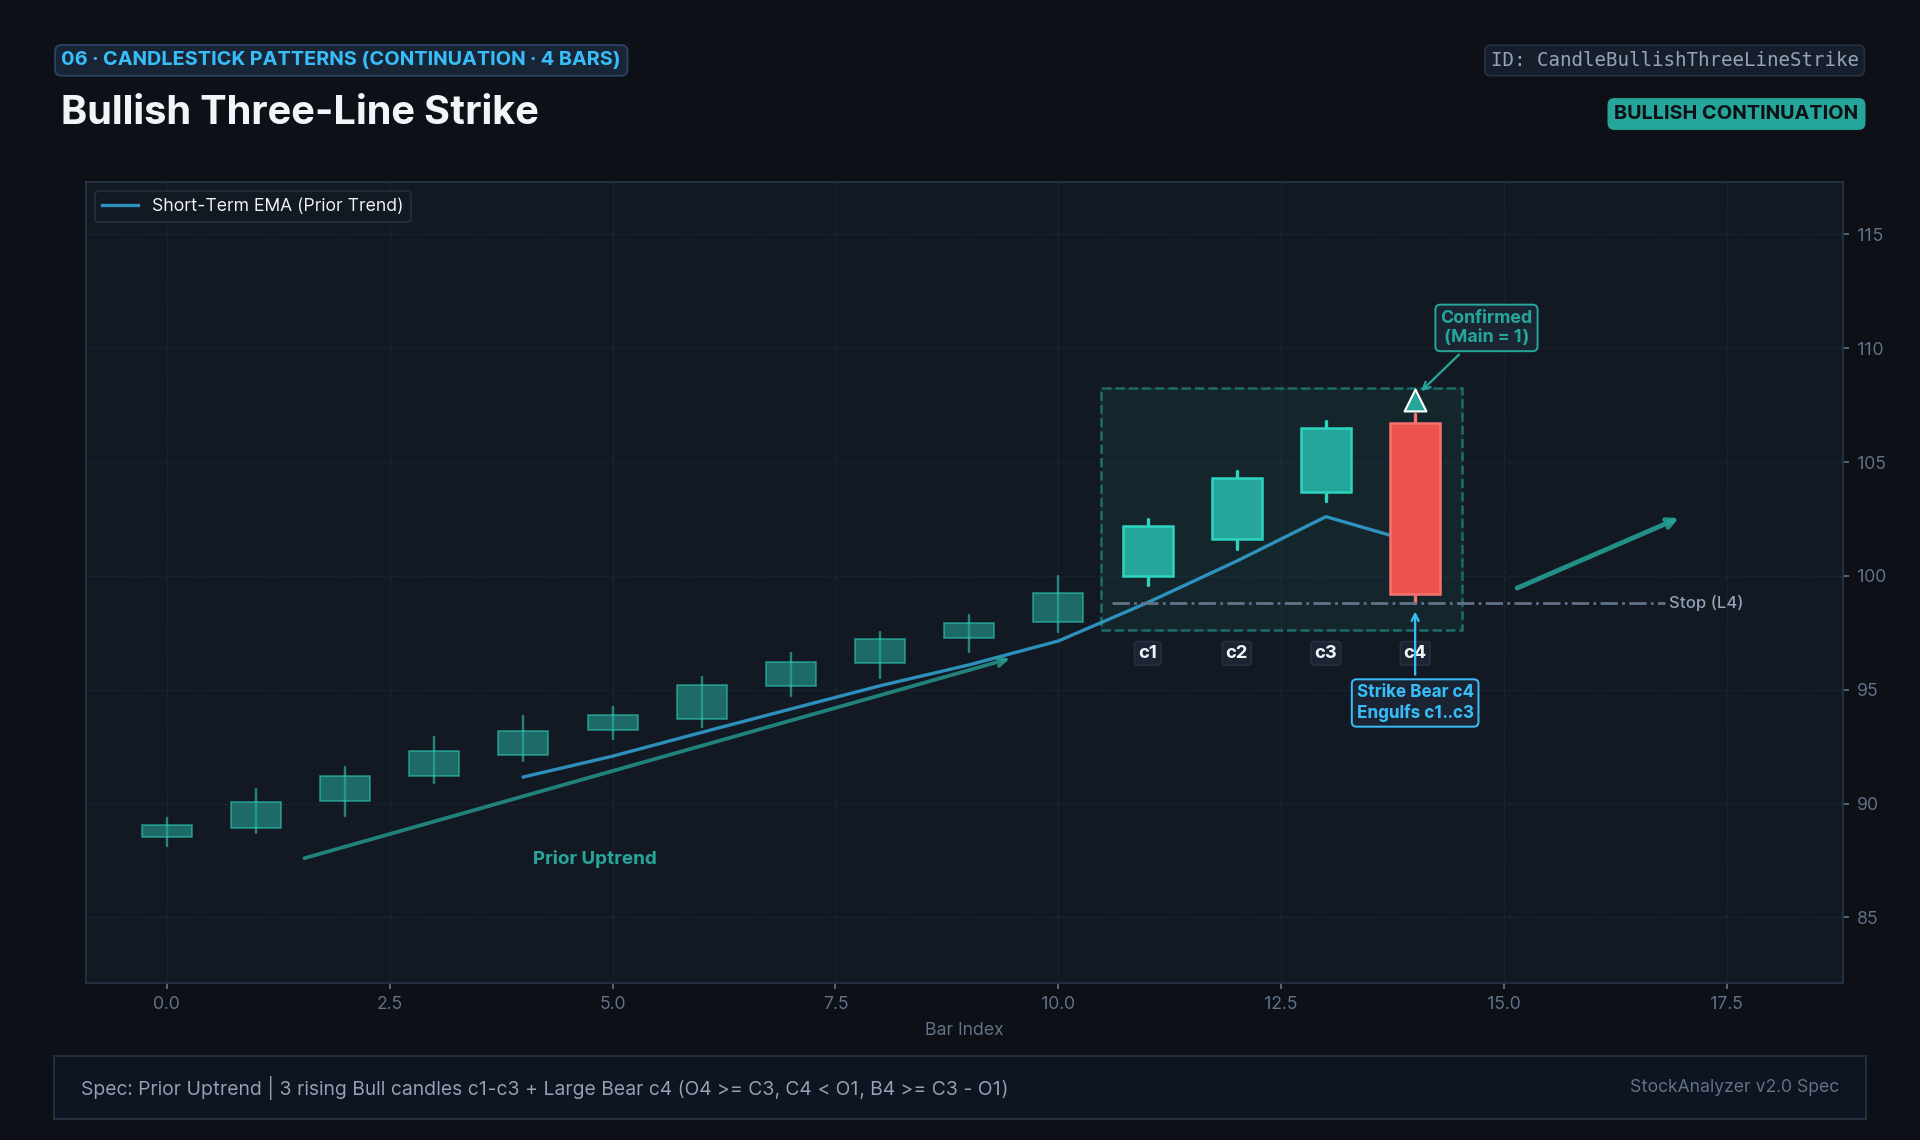 06 · CANDLESTICK PATTERNS (CONTINUATION · 4 BARS)
ID: CandleBullishThreeLineStrike
Bullish Three-Line Strike
BULLISH CONTINUATION
Short-Term EMA (Prior Trend)
115
110
105
100
95
90
85
Confirmed
(Main = 1)
Stop (L4)
c1
c2
c3
c4
Strike Bear c4
Engulfs c1..c3
Prior Uptrend
0.0
2.5
5.0
7.5
10.0
12.5
15.0
17.5
Bar Index
Spec: Prior Uptrend | 3 rising Bull candles c1-c3 + Large Bear c4 (O4 >= C3, C4 < O1, B4 >= C3 - O1)
StockAnalyzer v2.0 Spec